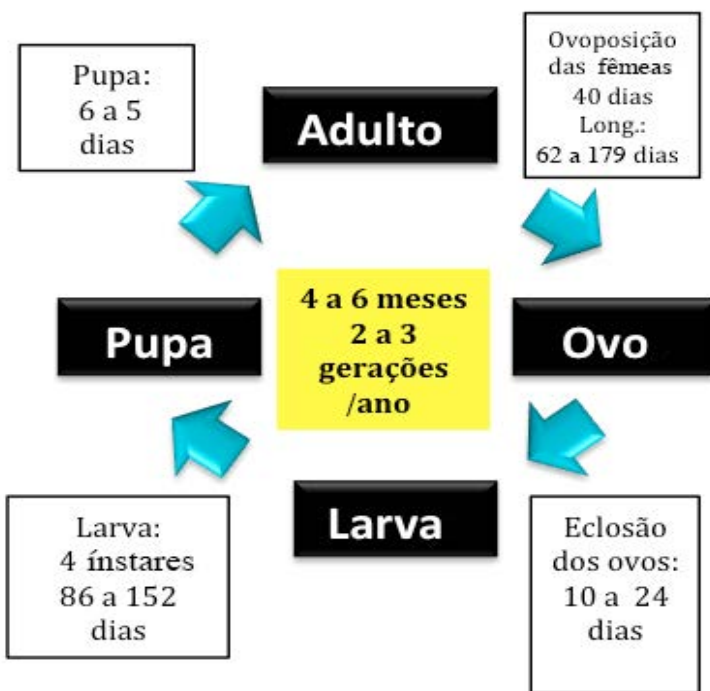 Pupa:
6 a 5
dias
Adulto
Ovoposição
das fêmeas
40 dias
Long.:
62 a 179 dias
Pupa
4 a 6 meses
2 a 3
gerações
/ano
Ovo
Larva:
4 ínstares
86 a 152
dias
Larva
Eclosão
dos ovos:
10 a 24
dias